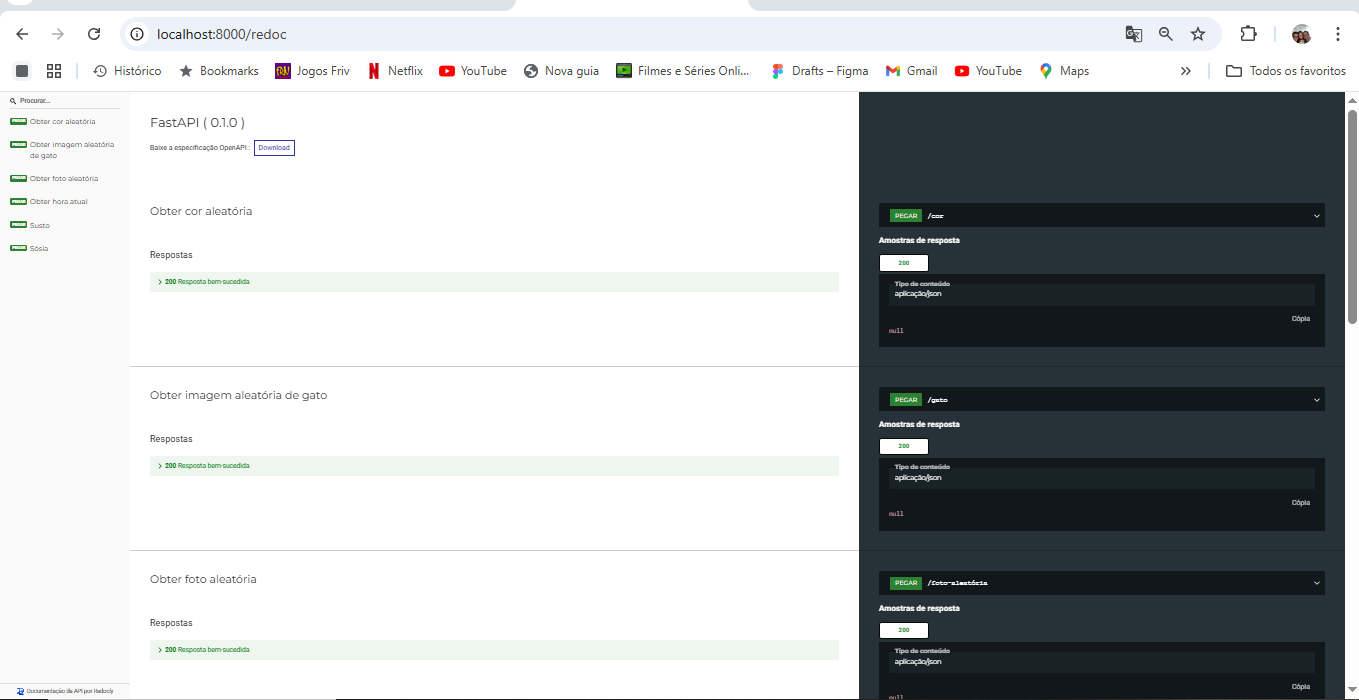 localhost:8000/redoc
Histórico
Bookmarks
Jogos Friv
Netflix
YouTube
Nova guia
Filmes e Séries Onli...
Drafts – Figma
Gmail
YouTube
Maps
Todos os favoritos
Procurar...
PEGAR Obter cor aleatória
PEGAR Obter imagem aleatória
de gato
PEGAR Obter foto aleatória
PEGAR Obter hora atual
PEGAR Susto
PEGAR Sósia
Documentação de API por Redocly
FastAPI ( 0.1.0 )
Baixe a especificação OpenAPI : Download
Obter cor aleatória
Respostas
200 Resposta bem-sucedida
PEGAR /cor
Amostras de resposta
200
Tipo de conteúdo
aplicação/json
Cópia
null
Obter imagem aleatória de gato
Respostas
200 Resposta bem-sucedida
PEGAR /gato
Amostras de resposta
200
Tipo de conteúdo
aplicação/json
Cópia
null
Obter foto aleatória
Respostas
200 Resposta bem-sucedida
PEGAR /foto-aleatória
Amostras de resposta
200
Tipo de conteúdo
aplicação/json
Cópia
null